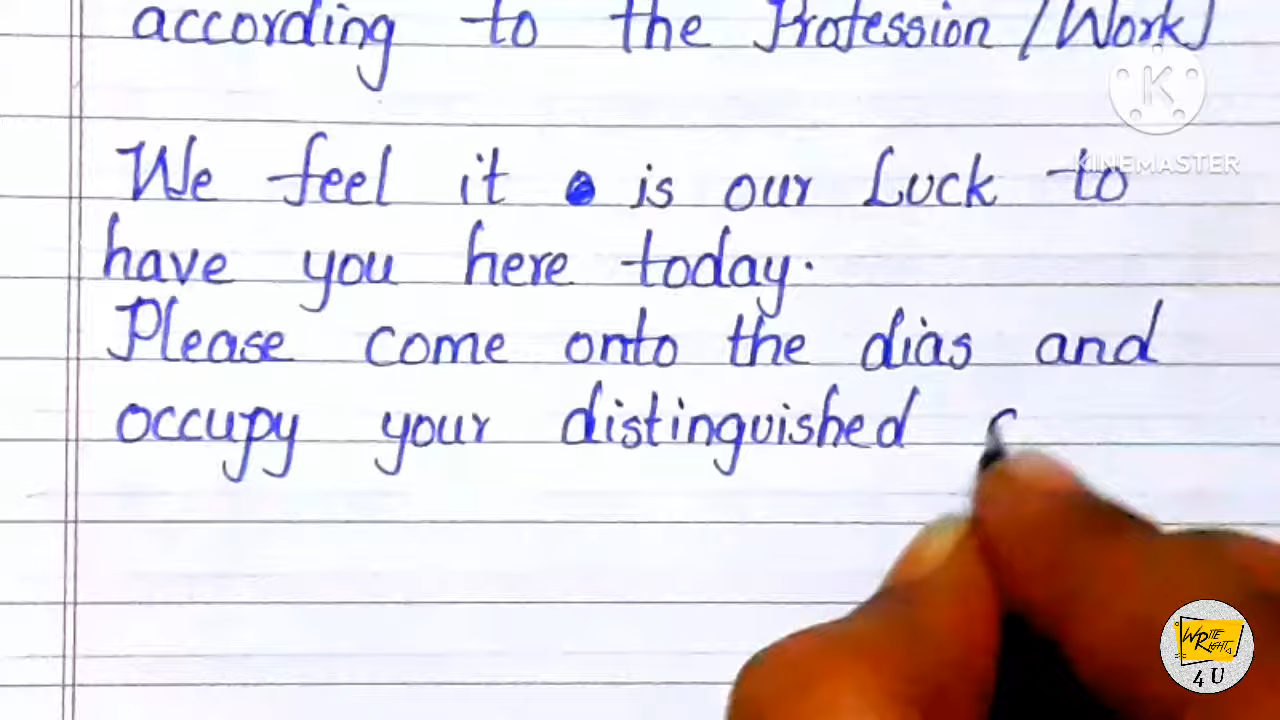 according to the Profession /Work)
K
KINEMASTER
We feel it is our Luck to
have you here today.
Please come onto the dias and
occupy your distinguished
WRITE
RIGHT
4 U